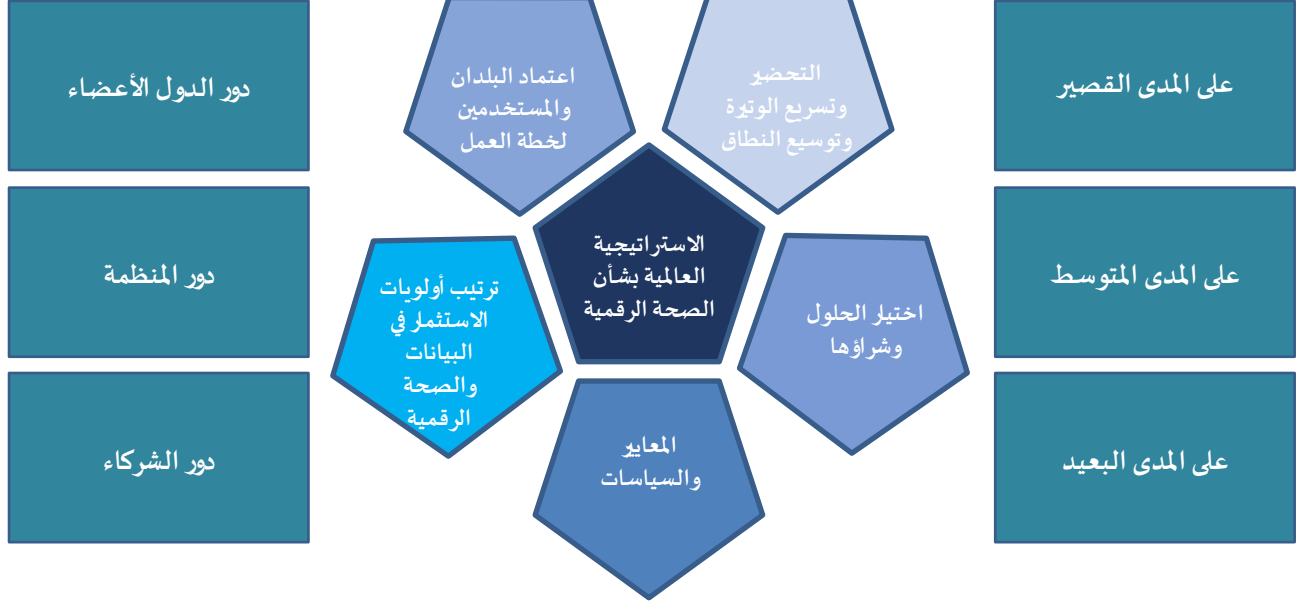 على المدى القصير
على المدى المتوسط
على المدى البعيد
التحضير
وتسريع الوتيرة
وتوسيع النطاق
اعتماد البلدان
والمستخدمين
لخطة العمل
الاستراتيجية
العالمية بشأن
الصحة الرقمية
اختيار الحلول
وشراؤها
ترتيب أولويات
الاستثمار في
البيانات
والصحة
الرقمية
المعايير
والسياسات
دور الدول الأعضاء
دور المنظمة
دور الشركاء